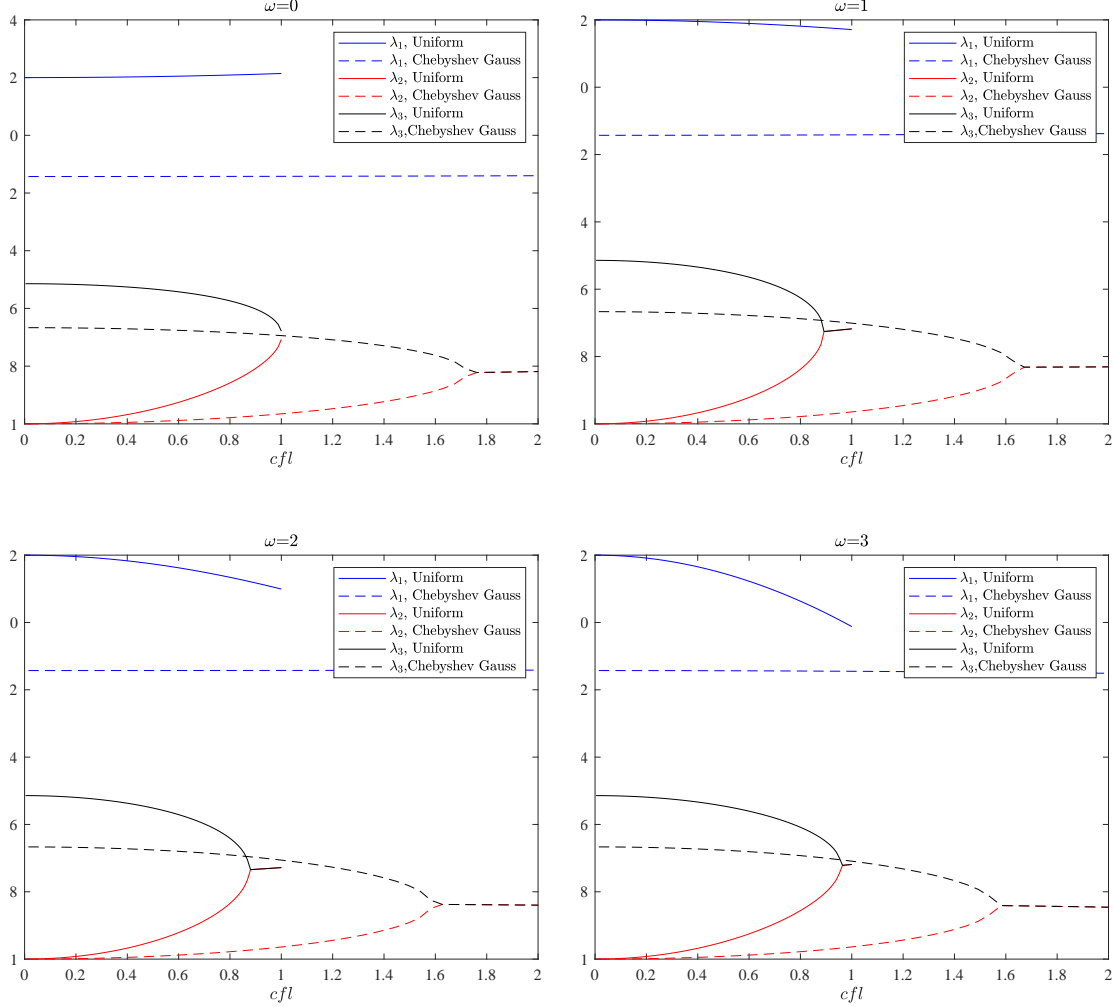 ω=0
4
2
0
2
4
6
8
1
λ₁, Uniform
λ₁, Chebyshev Gauss
λ₂, Uniform
λ₂, Chebyshev Gauss
λ₃, Uniform
λ₃,Chebyshev Gauss
0 0.2 0.4 0.6 0.8 1 1.2 1.4 1.6 1.8 2
cfl
ω=1
2
0
2
4
6
8
1
λ₁, Uniform
λ₁, Chebyshev Gauss
λ₂, Uniform
λ₂, Chebyshev Gauss
λ₃, Uniform
λ₃,Chebyshev Gauss
0 0.2 0.4 0.6 0.8 1 1.2 1.4 1.6 1.8 2
cfl
ω=2
2
0
2
4
6
8
1
λ₁, Uniform
λ₁, Chebyshev Gauss
λ₂, Uniform
λ₂, Chebyshev Gauss
λ₃, Uniform
λ₃,Chebyshev Gauss
0 0.2 0.4 0.6 0.8 1 1.2 1.4 1.6 1.8 2
cfl
ω=3
2
0
2
4
6
8
1
λ₁, Uniform
λ₁, Chebyshev Gauss
λ₂, Uniform
λ₂, Chebyshev Gauss
λ₃, Uniform
λ₃,Chebyshev Gauss
0 0.2 0.4 0.6 0.8 1 1.2 1.4 1.6 1.8 2
cfl